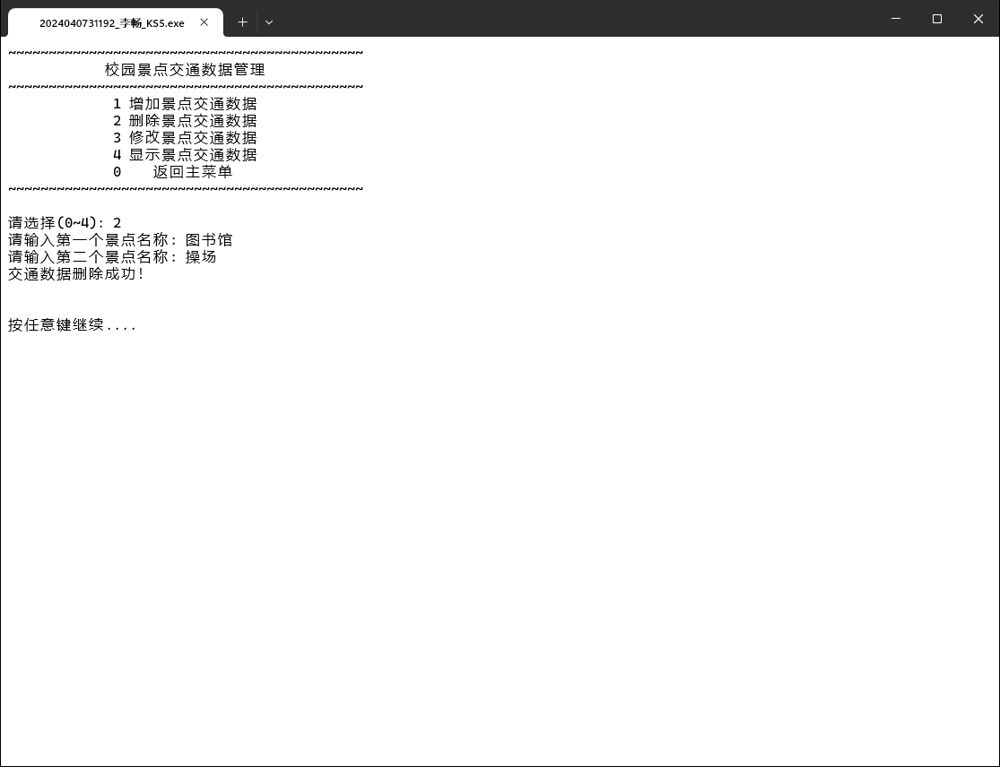 2024040731192_李畅_KS5.exe
~~~~~~~~~~~~~~~~~~~~~~~~~~~~~~~~~~~~~~~~~~~~
校园景点交通数据管理
~~~~~~~~~~~~~~~~~~~~~~~~~~~~~~~~~~~~~~~~~~~~
1 增加景点交通数据
2 删除景点交通数据
3 修改景点交通数据
4 显示景点交通数据
0    返回主菜单
~~~~~~~~~~~~~~~~~~~~~~~~~~~~~~~~~~~~~~~~~~~~
请选择(0~4): 2
请输入第一个景点名称: 图书馆
请输入第二个景点名称: 操场
交通数据删除成功!
按任意键继续....